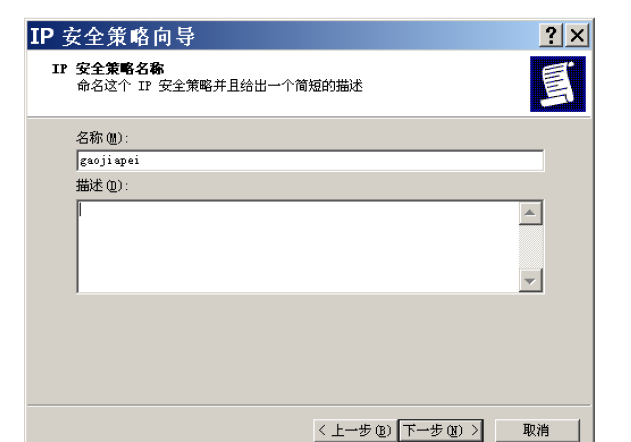 IP 安全策略向导
IP 安全策略名称
命名这个 IP 安全策略并且给出一个简短的描述
名称(M):
gaojiapei
描述(D):
< 上一步(B) 下一步(N) > 取消